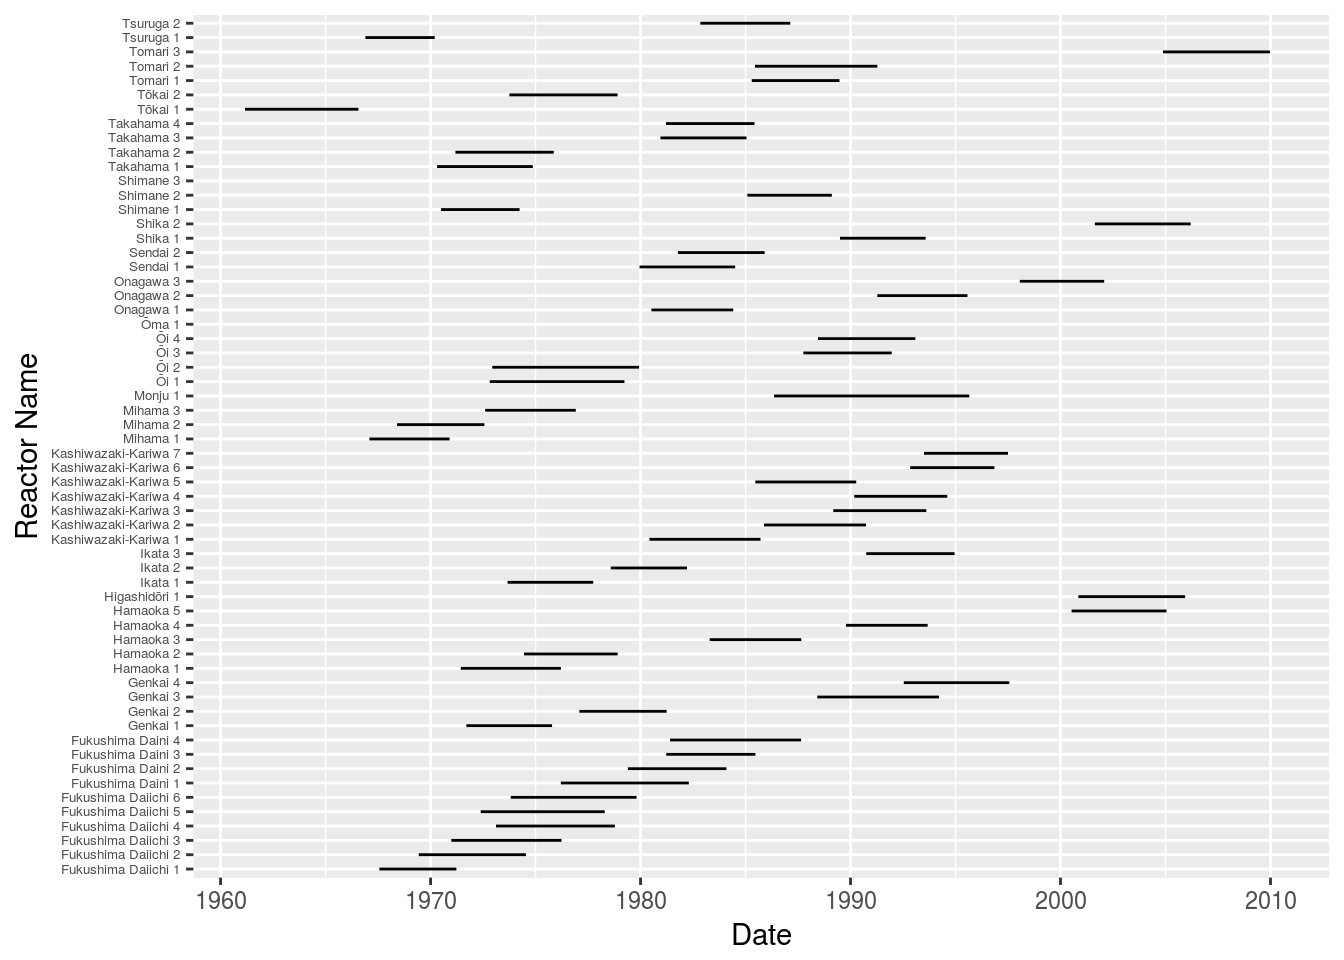 Tsuruga 2
Tsuruga 1
Tomari 3
Tomari 2
Tomari 1
Tōkai 2
Tōkai 1
Takahama 4
Takahama 3
Takahama 2
Takahama 1
Shimane 3
Shimane 2
Shimane 1
Shika 2
Shika 1
Sendai 2
Sendai 1
Onagawa 3
Onagawa 2
Onagawa 1
Ōma 1
Ōi 4
Ōi 3
Ōi 2
Ōi 1
Monju 1
Mihama 3
Mihama 2
Mihama 1
Kashiwazaki-Kariwa 7
Kashiwazaki-Kariwa 6
Kashiwazaki-Kariwa 5
Kashiwazaki-Kariwa 4
Kashiwazaki-Kariwa 3
Kashiwazaki-Kariwa 2
Kashiwazaki-Kariwa 1
Ikata 3
Ikata 2
Ikata 1
Higashidōri 1
Hamaoka 5
Hamaoka 4
Hamaoka 3
Hamaoka 2
Hamaoka 1
Genkai 4
Genkai 3
Genkai 2
Genkai 1
Fukushima Daini 4
Fukushima Daini 3
Fukushima Daini 2
Fukushima Daini 1
Fukushima Daiichi 6
Fukushima Daiichi 5
Fukushima Daiichi 4
Fukushima Daiichi 3
Fukushima Daiichi 2
Fukushima Daiichi 1
Reactor Name
1960 1970 1980 1990 2000 2010
Date